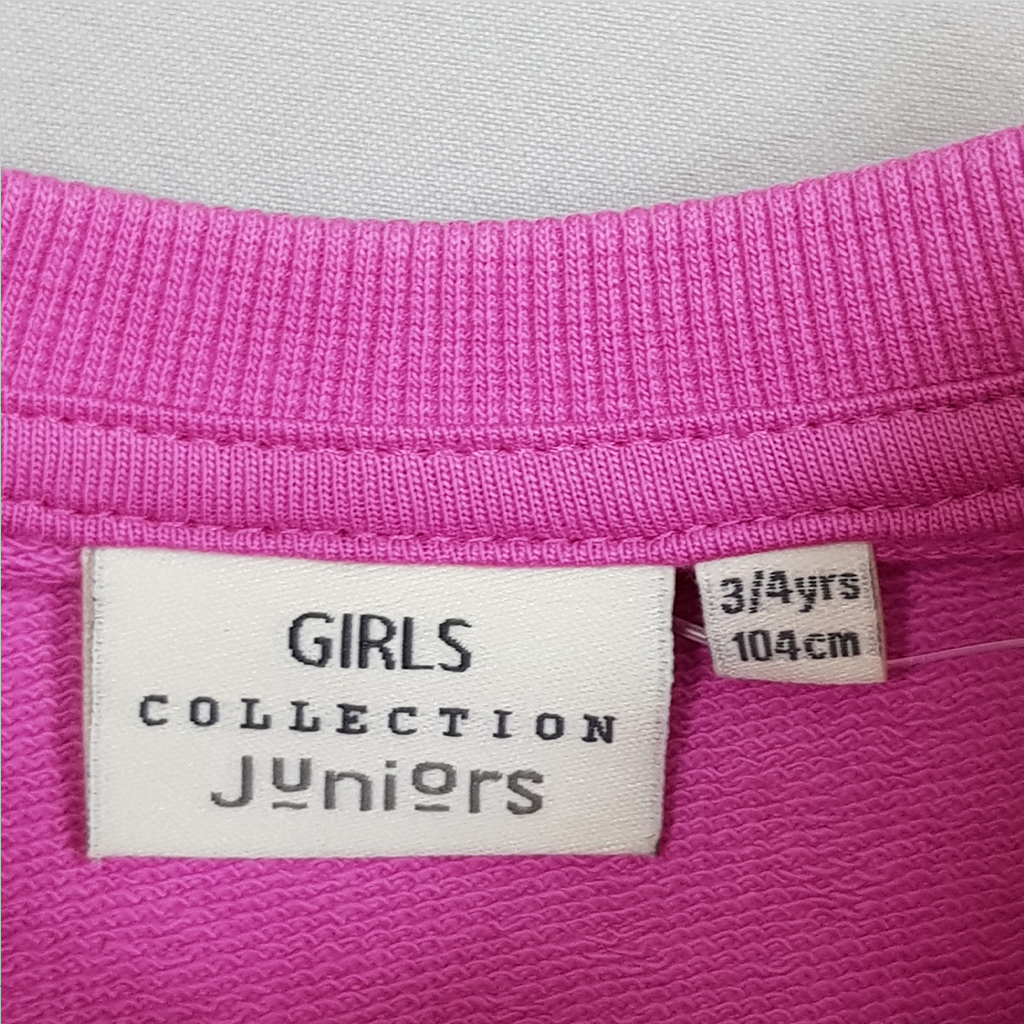 GIRLS
COLLECTION
Juniors
3/4yrs
104cm